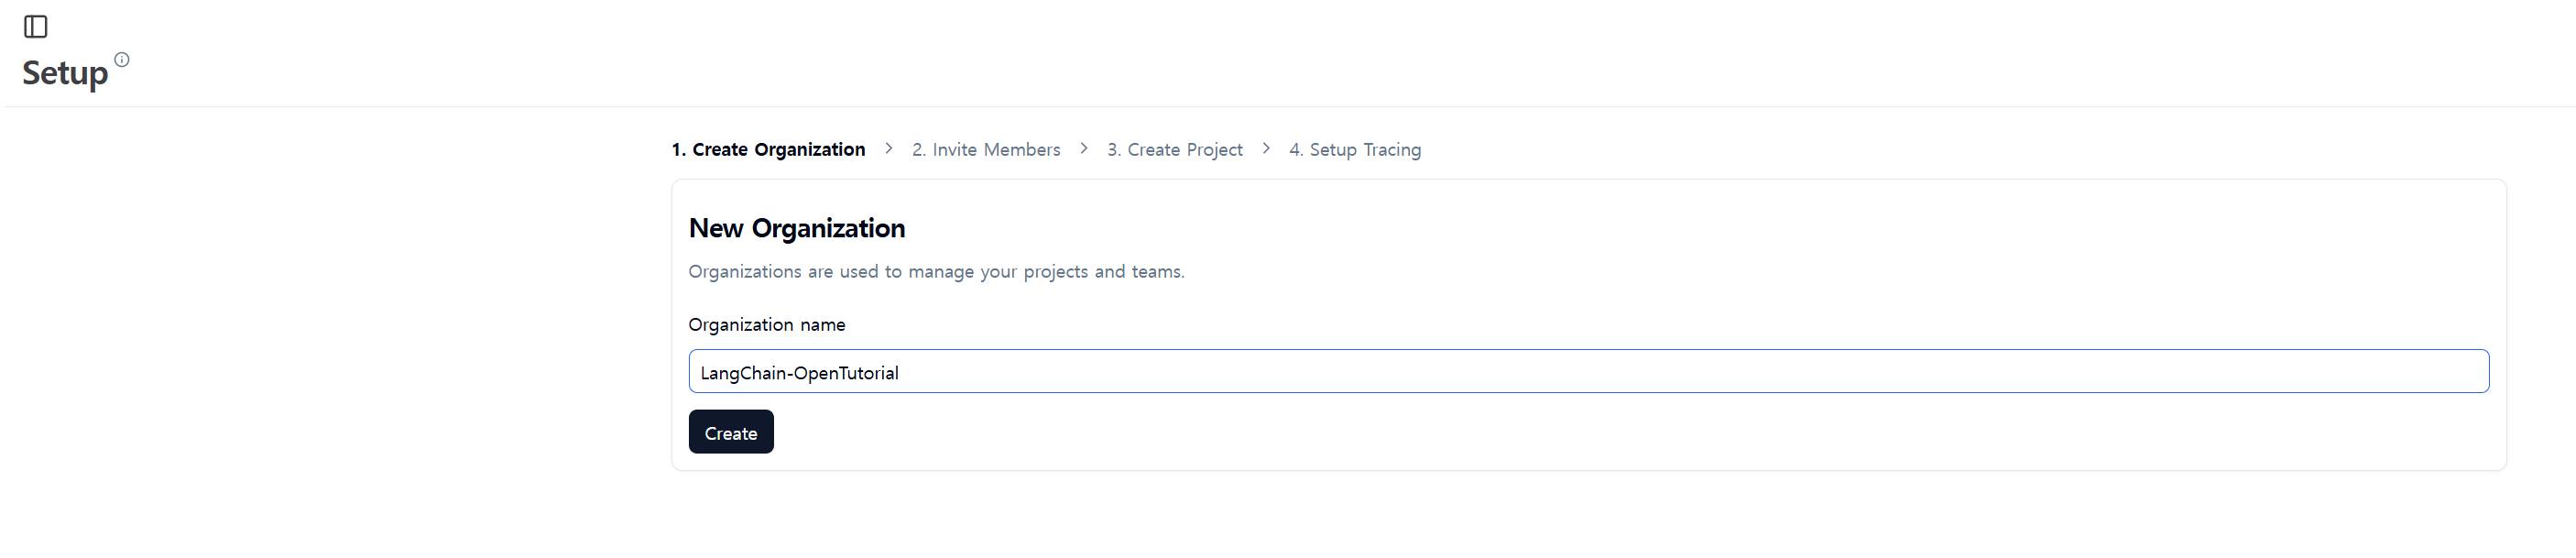 Setup
1. Create Organization > 2. Invite Members > 3. Create Project > 4. Setup Tracing
New Organization
Organizations are used to manage your projects and teams.
Organization name
LangChain-OpenTutorial
Create